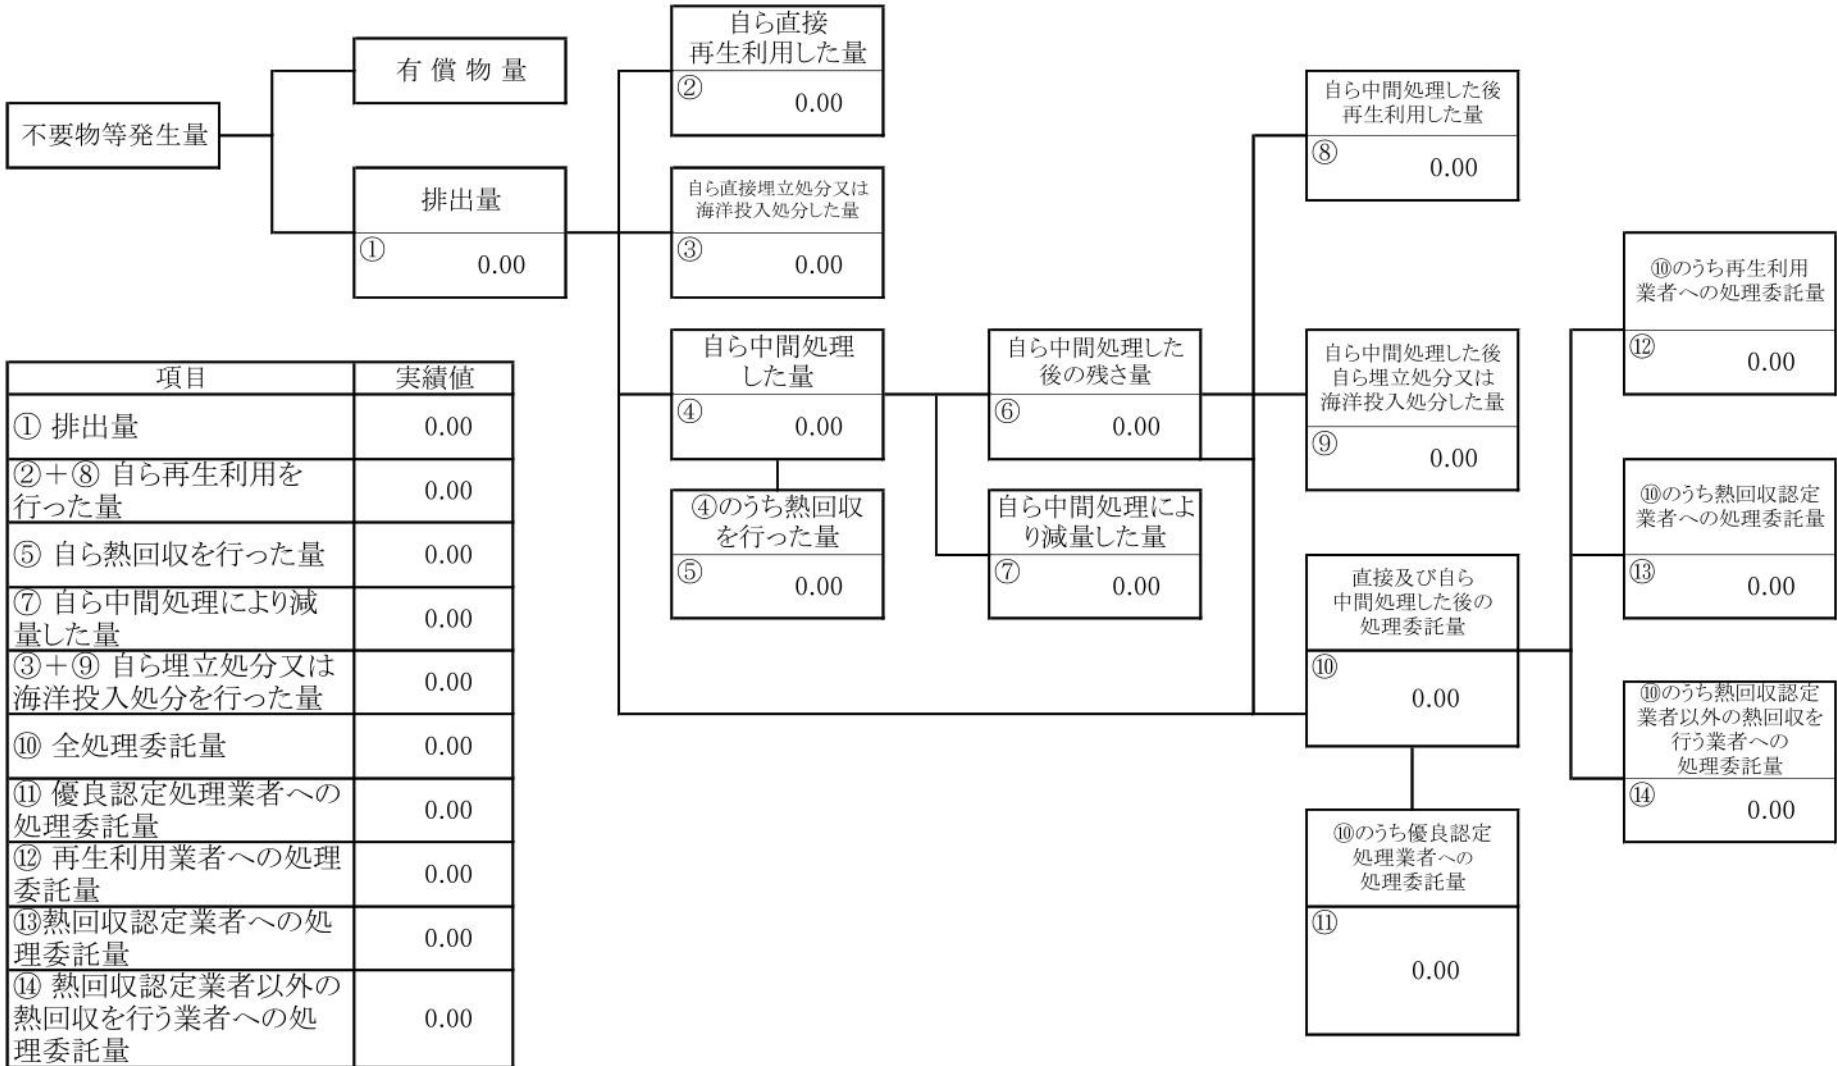 不要物等発生量
有 償 物 量
排出量
①
0.00
自ら直接
再生利用した量
②
0.00
自ら直接埋立処分又は
海洋投入処分した量
③
0.00
自ら中間処理
した量
④
0.00
④のうち熱回収
を行った量
⑤
0.00
自ら中間処理した
後の残さ量
⑥
0.00
自ら中間処理によ
り減量した量
⑦
0.00
自ら中間処理した後
再生利用した量
⑧
0.00
自ら中間処理した後
自ら埋立処分又は
海洋投入処分した量
⑨
0.00
直接及び自ら
中間処理した後の
処理委託量
⑩
0.00
⑩のうち優良認定
処理業者への
処理委託量
⑪
0.00
⑩のうち再生利用
業者への処理委託量
⑫
0.00
⑩のうち熱回収認定
業者への処理委託量
⑬
0.00
⑩のうち熱回収認定
業者以外の熱回収を
行う業者への
処理委託量
⑭
0.00
項目 実績値
① 排出量 0.00
②＋⑧ 自ら再生利用を
行った量 0.00
⑤ 自ら熱回収を行った量 0.00
⑦ 自ら中間処理により減
量した量 0.00
③＋⑨ 自ら埋立処分又は
海洋投入処分を行った量 0.00
⑩ 全処理委託量 0.00
⑪ 優良認定処理業者への
処理委託量 0.00
⑫ 再生利用業者への処理
委託量 0.00
⑬熱回収認定業者への処
理委託量 0.00
⑭ 熱回収認定業者以外の
熱回収を行う業者への処 0.00
理委託量